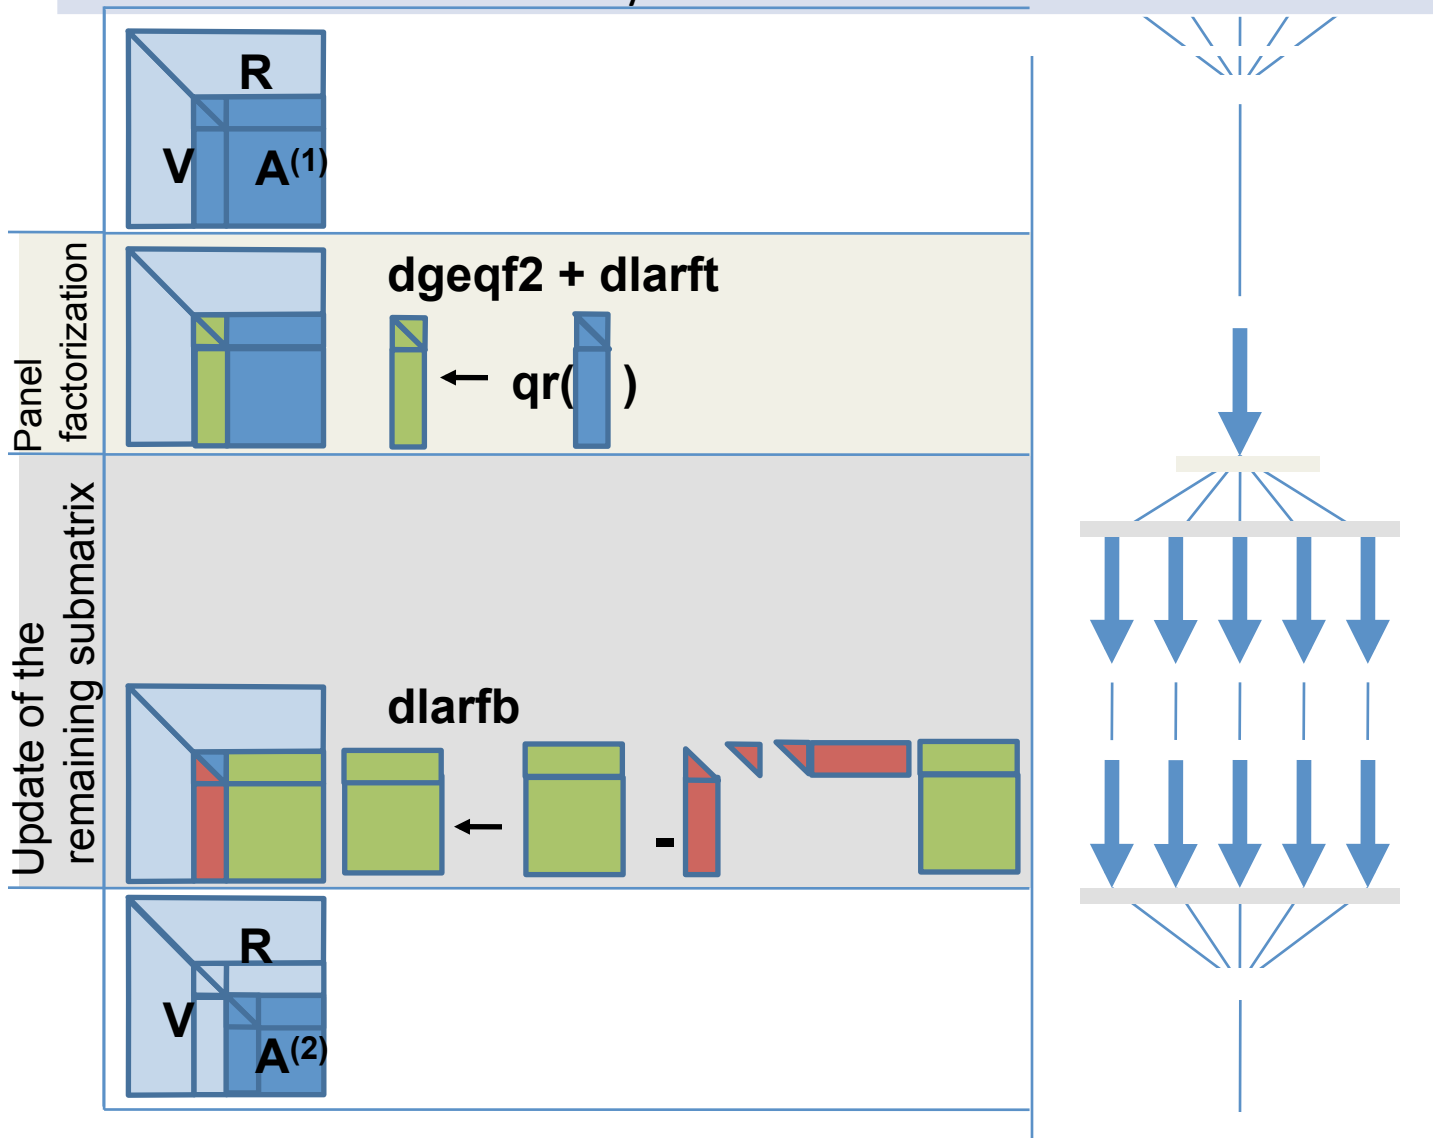 R
V
A(1)
Panel
factorization
dgeqf2 + dlarft
qr( )
Update of the
remaining submatrix
dlarfb
-
R
V
A(2)